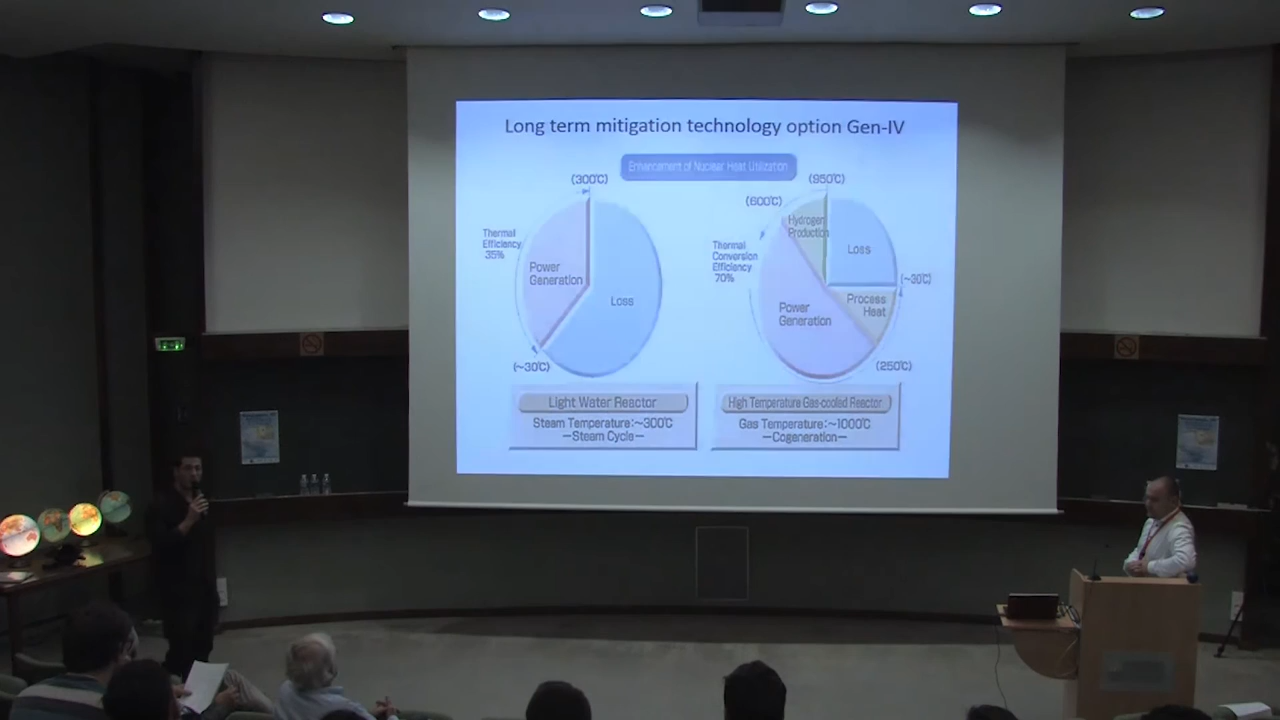 Long term mitigation technology option Gen-IV
Enhancement of Nuclear Heat Utilization
(300℃)
Thermal
Efficiency
35%
Power
Generation
Loss
(~30℃)
Light Water Reactor
Steam Temperature:~300℃
—Steam Cycle—
(950℃)
(600℃)
Hydrogen
Production
Thermal
Conversion
Efficiency
70%
Loss
(~30℃)
Process
Heat
Power
Generation
(250℃)
High Temperature Gas-cooled Reactor
Gas Temperature:~1000℃
—Cogeneration—